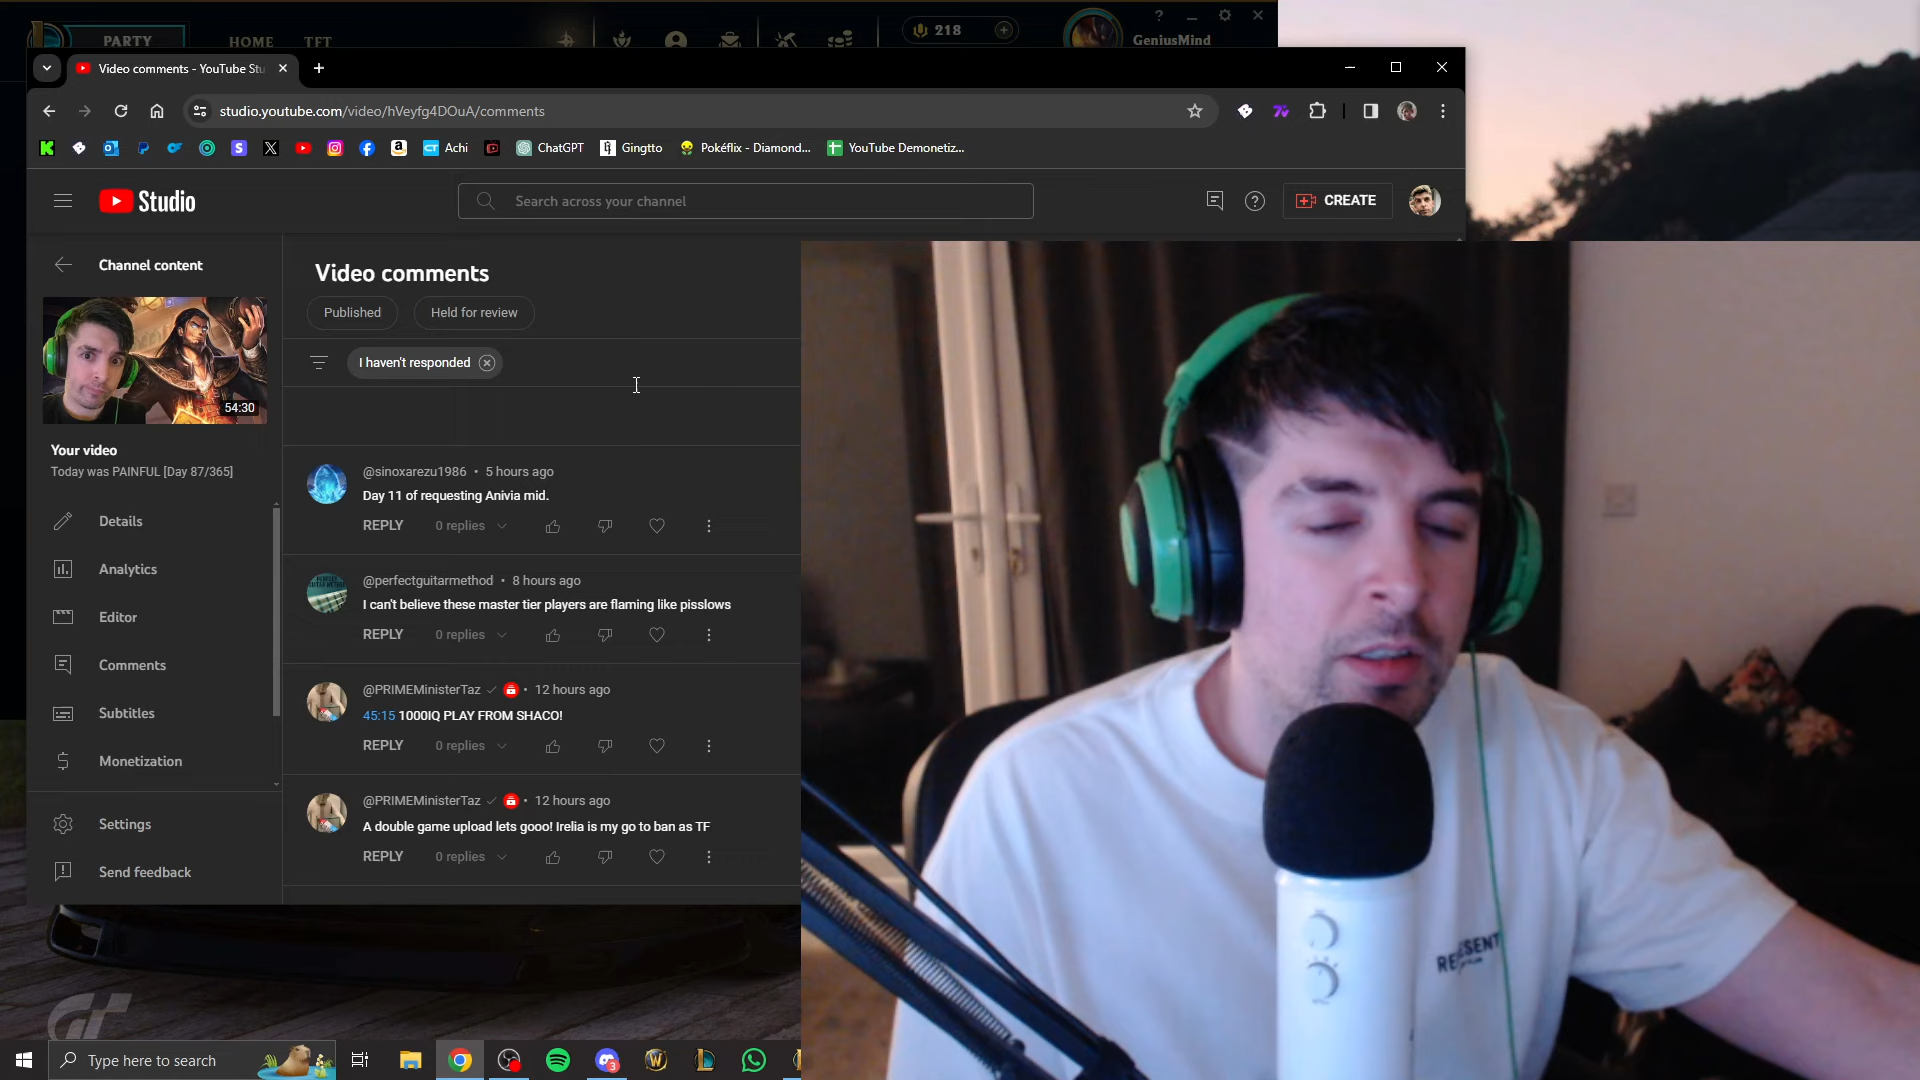 PARTY
HOME
TFT
218
GeniusMind
Video comments - YouTube Stu
studio.youtube.com/video/hVeyfg4DOuA/comments
Achi
ChatGPT
Gingtto
Pokéflix - Diamond...
YouTube Demonetiz...
Studio
Search across your channel
CREATE
Channel content
54:30
Your video
Today was PAINFUL [Day 87/365]
Details
Analytics
Editor
Comments
Subtitles
Monetization
Settings
Send feedback
Video comments
Published
Held for review
I haven't responded
@sinoxarezu1986 • 5 hours ago
Day 11 of requesting Anivia mid.
REPLY
0 replies
@perfectguitarmethod • 8 hours ago
I can't believe these master tier players are flaming like pisslows
REPLY
0 replies
@PRIMEMinisterTaz • 12 hours ago
45:15 1000IQ PLAY FROM SHACO!
REPLY
0 replies
@PRIMEMinisterTaz • 12 hours ago
A double game upload lets gooo! Irelia is my go to ban as TF
REPLY
0 replies
GT
Type here to search
3